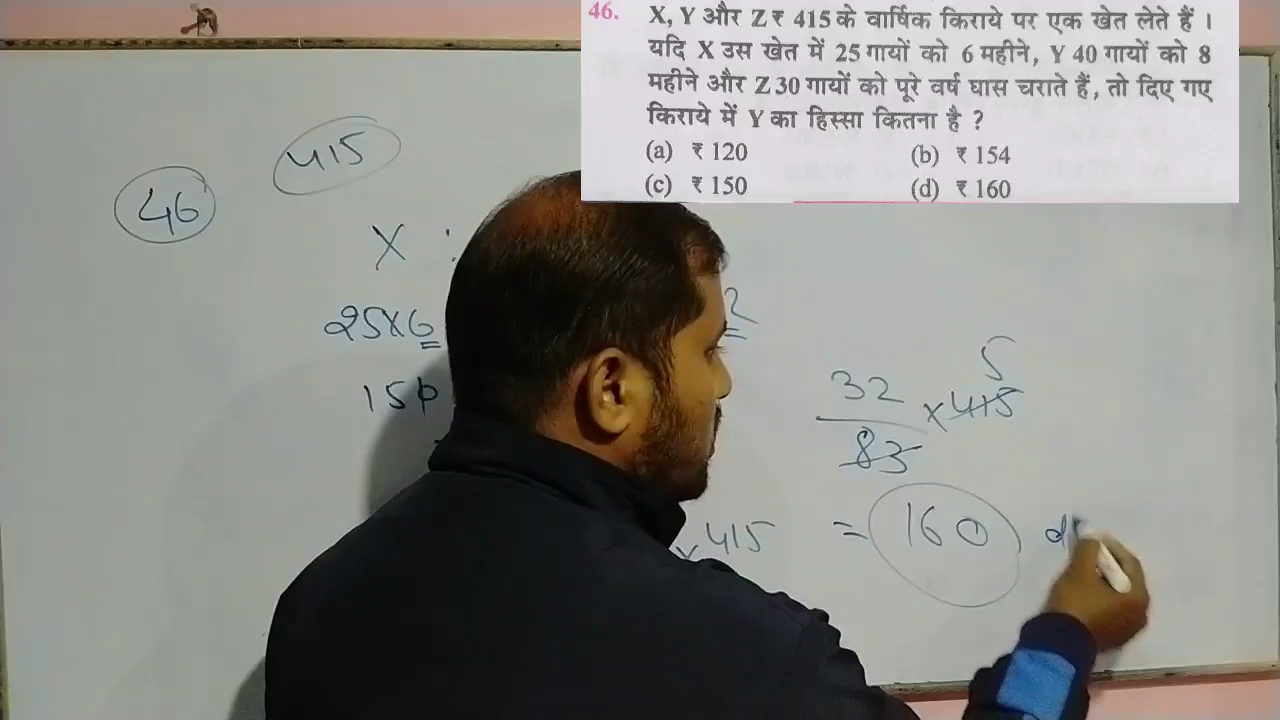 46. X, Y और Z ₹ 415 के वार्षिक किराये पर एक खेत लेते हैं ।
यदि X उस खेत में 25 गायों को 6 महीने, Y 40 गायों को 8
महीने और Z 30 गायों को पूरे वर्ष घास चराते हैं, तो दिए गए
किराये में Y का हिस्सा कितना है ?
(a) ₹ 120 (b) ₹ 154
(c) ₹ 150 (d) ₹ 160
415
46
X :
25×6 2
150
32
83
× 415
5
× 415
= 160